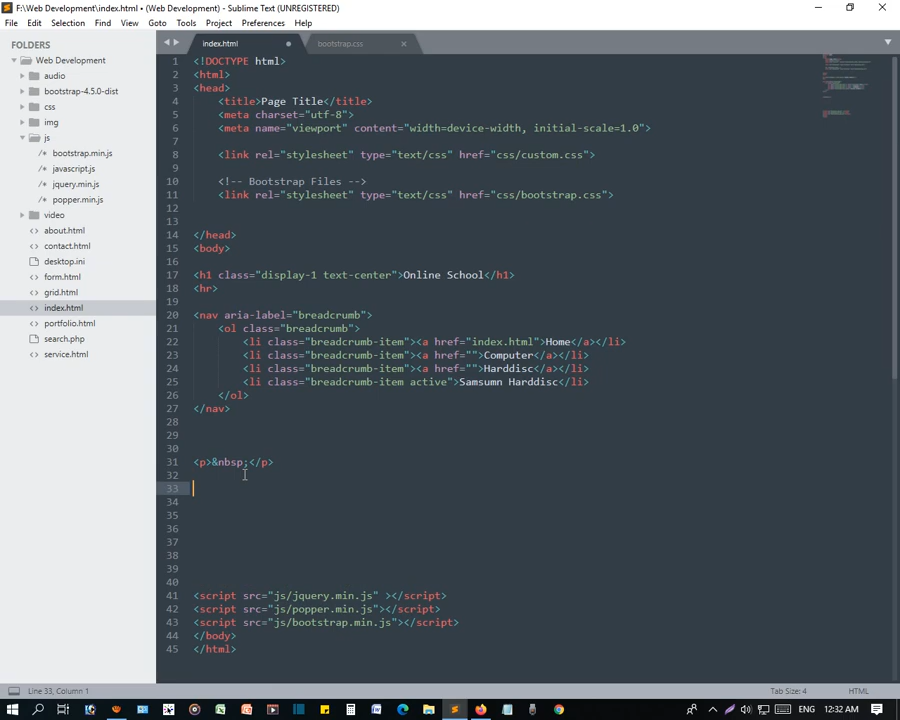 F:\Web Development\index.html • (Web Development) - Sublime Text (UNREGISTERED)
File Edit Selection Find View Goto Tools Project Preferences Help
FOLDERS
Web Development
audio
bootstrap-4.5.0-dist
css
img
js
/* bootstrap.min.js
/* javascript.js
/* jquery.min.js
/* popper.min.js
video
<> about.html
<> contact.html
desktop.ini
<> form.html
<> grid.html
<> index.html
<> portfolio.html
search.php
<> service.html
index.html bootstrap.css
1 <!DOCTYPE html>
2 <html>
3 <head>
4 <title>Page Title</title>
5 <meta charset="utf-8">
6 <meta name="viewport" content="width=device-width, initial-scale=1.0">
7
8 <link rel="stylesheet" type="text/css" href="css/custom.css">
9
10 <!-- Bootstrap Files -->
11 <link rel="stylesheet" type="text/css" href="css/bootstrap.css">
12
13
14 </head>
15 <body>
16
17 <h1 class="display-1 text-center">Online School</h1>
18 <hr>
19
20 <nav aria-label="breadcrumb">
21 <ol class="breadcrumb">
22 <li class="breadcrumb-item"><a href="index.html">Home</a></li>
23 <li class="breadcrumb-item"><a href="">Computer</a></li>
24 <li class="breadcrumb-item"><a href="">Harddisc</a></li>
25 <li class="breadcrumb-item active">Samsumn Harddisc</li>
26 </ol>
27 </nav>
28
29
30
31 <p>&nbsp;</p>
32
33
34
35
36
37
38
39
40
41 <script src="js/jquery.min.js" ></script>
42 <script src="js/popper.min.js"></script>
43 <script src="js/bootstrap.min.js"></script>
44 </body>
45 </html>
Line 33, Column 1 Tab Size: 4 HTML
ENG 12:32 AM